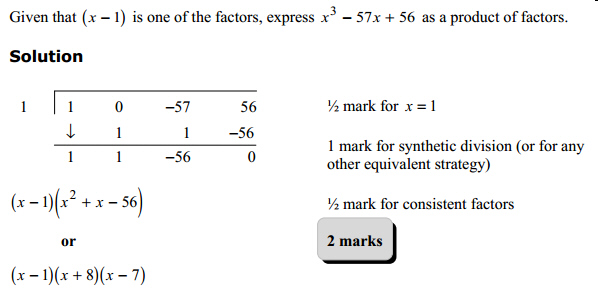 Given that (x − 1) is one of the factors, express x³ − 57x + 56 as a product of factors.
Solution
1 1 0 −57 56 ½ mark for x = 1
↓ 1 1 −56
1 1 −56 0
1 mark for synthetic division (or for any
other equivalent strategy)
(x − 1)(x² + x − 56) ½ mark for consistent factors
or 2 marks
(x − 1)(x + 8)(x − 7)